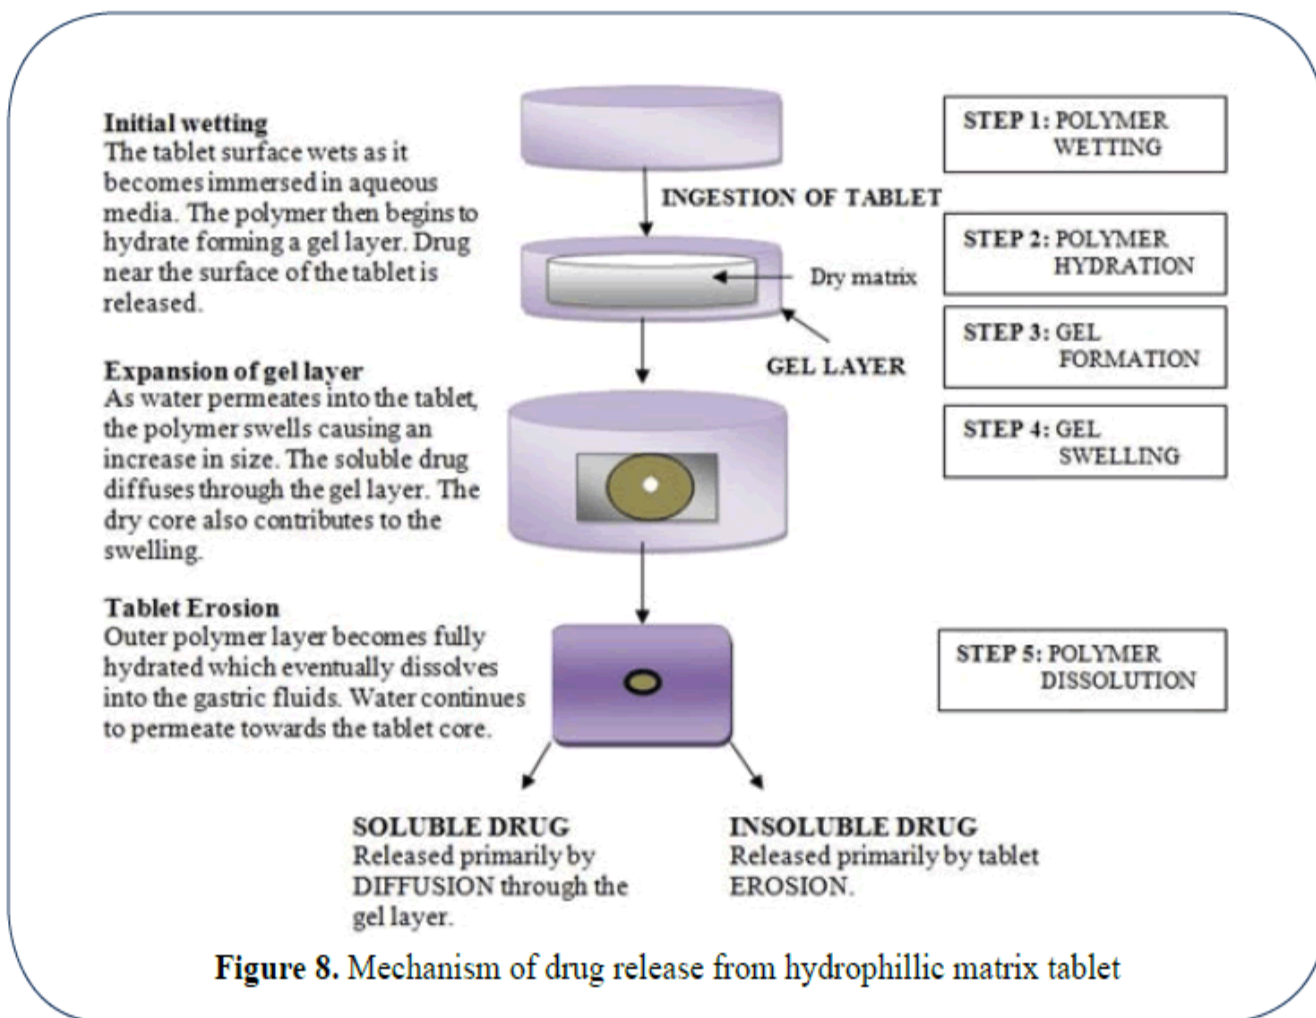 Initial wetting
The tablet surface wets as it
becomes immersed in aqueous
media. The polymer then begins to
hydrate forming a gel layer. Drug
near the surface of the tablet is
released.
STEP 1: POLYMER
WETTING
INGESTION OF TABLET
STEP 2: POLYMER
HYDRATION
Dry matrix
STEP 3: GEL
FORMATION
GEL LAYER
Expansion of gel layer
As water permeates into the tablet,
the polymer swells causing an
increase in size. The soluble drug
diffuses through the gel layer. The
dry core also contributes to the
swelling.
STEP 4: GEL
SWELLING
Tablet Erosion
Outer polymer layer becomes fully
hydrated which eventually dissolves
into the gastric fluids. Water continues
to permeate towards the tablet core.
STEP 5: POLYMER
DISSOLUTION
SOLUBLE DRUG
Released primarily by
DIFFUSION through the
gel layer.
INSOLUBLE DRUG
Released primarily by tablet
EROSION.
Figure 8. Mechanism of drug release from hydrophillic matrix tablet